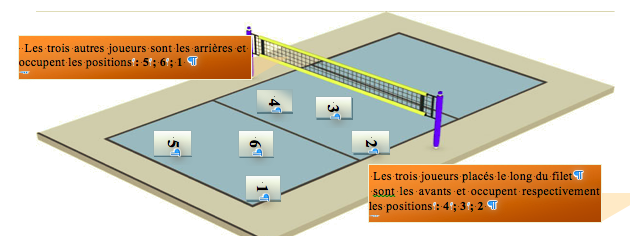 Les trois autres joueurs sont les arrières et
occupent les positions : 5 ; 6 ; 1 ¶
4
3
5
6
2
1
Les trois joueurs placés le long du filet¶
sont les avants et occupent respectivement
les positions : 4 ; 3 ; 2 ¶